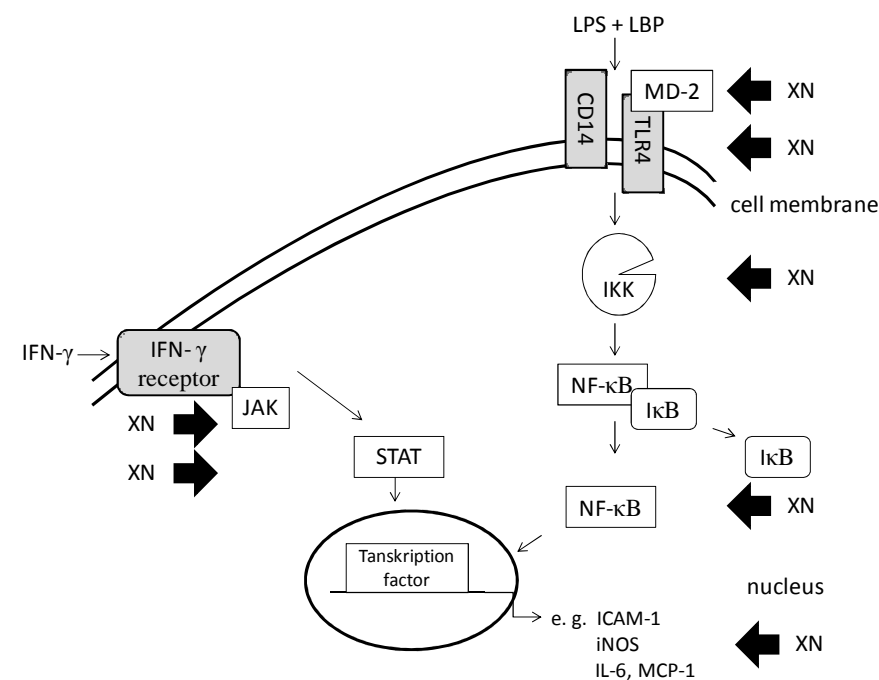 LPS + LBP
CD14
MD-2
TLR4
XN
XN
cell membrane
IKK
XN
IFN-γ
IFN- γ
receptor
JAK
NF-κB
IκB
XN
XN
STAT
IκB
NF-κB
XN
Tanskription
factor
nucleus
e. g. ICAM-1
iNOS
IL-6, MCP-1
XN